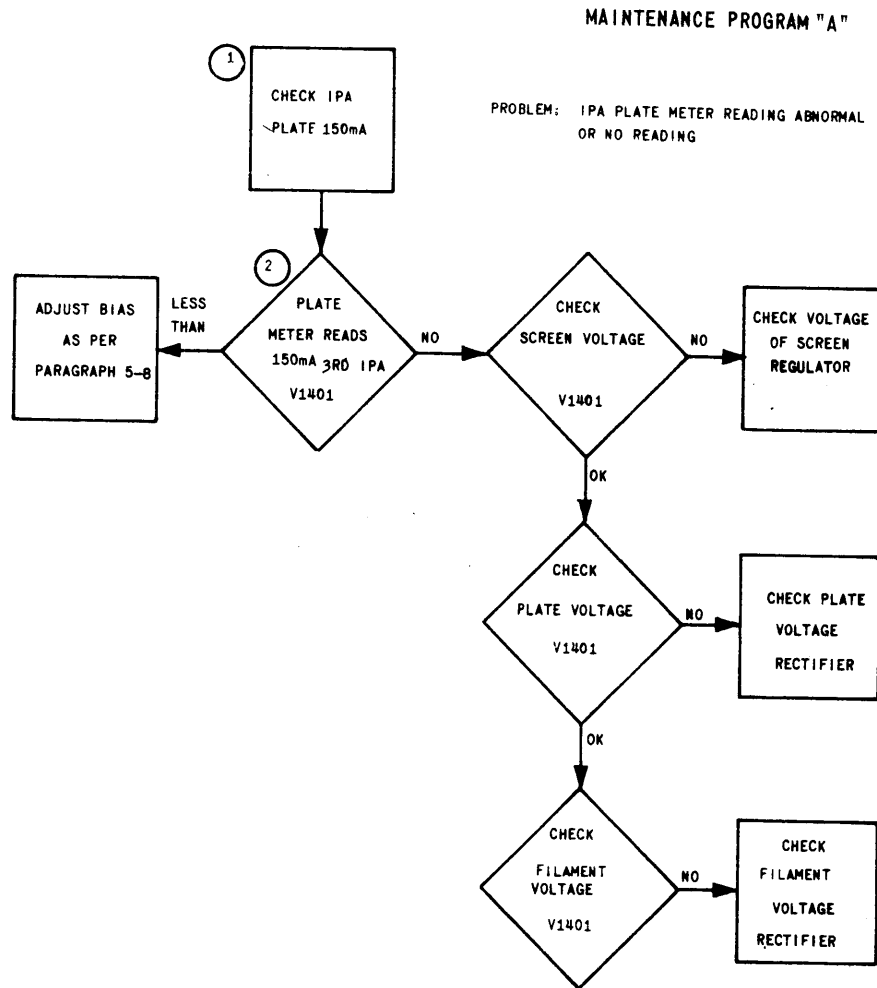 MAINTENANCE PROGRAM "A"
PROBLEM: IPA PLATE METER READING ABNORMAL
OR NO READING
1
CHECK IPA
PLATE 150mA
2
PLATE
METER READS
150mA 3RD IPA
V1401
LESS
THAN
ADJUST BIAS
AS PER
PARAGRAPH 5-8
NO
CHECK
SCREEN VOLTAGE
V1401
NO
CHECK VOLTAGE
OF SCREEN
REGULATOR
OK
CHECK
PLATE VOLTAGE
V1401
NO
CHECK PLATE
VOLTAGE
RECTIFIER
OK
CHECK
FILAMENT
VOLTAGE
V1401
NO
CHECK
FILAMENT
VOLTAGE
RECTIFIER